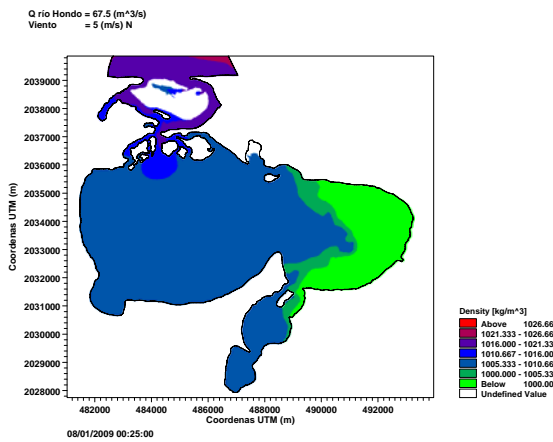 Q río Hondo = 67.5 (m^3/s)
Viento = 5 (m/s) N
2039000
2038000
2037000
2036000
2035000
2034000
2033000
2032000
2031000
2030000
2029000
2028000
Coordenas UTM (m)
482000 484000 486000 488000 490000 492000
Coordenas UTM (m)
08/01/2009 00:25:00
Density [kg/m^3]
Above 1026.66
1021.333 - 1026.66
1016.000 - 1021.33
1010.667 - 1016.00
1005.333 - 1010.66
1000.000 - 1005.33
Below 1000.00
Undefined Value